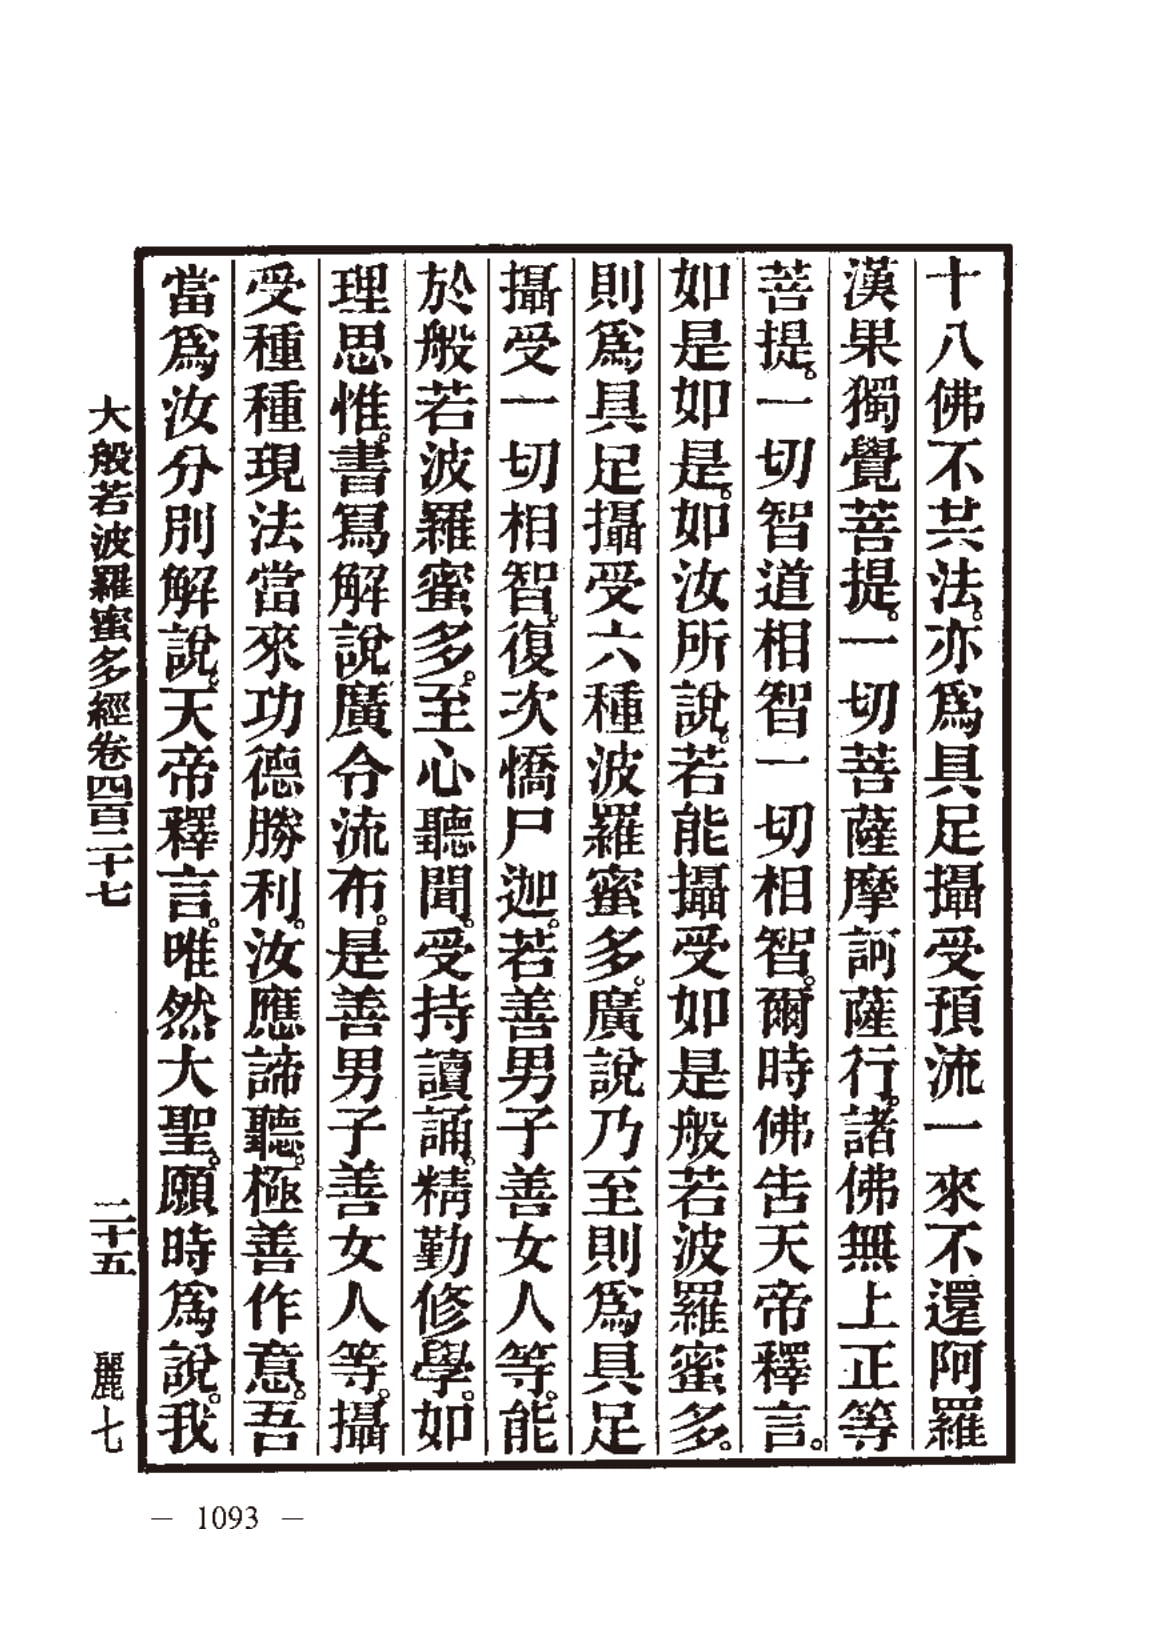 十八佛不共法。亦爲具足攝受預流一來不還阿羅
漢果獨覺菩提。一切菩薩摩訶薩行。諸佛無上正等
菩提。一切智道相智一切相智。爾時佛告天帝釋言。
如是如是。如汝所說。若能攝受如是般若波羅蜜多。
則爲具足攝受六種波羅蜜多。廣說乃至則爲具足
攝受一切相智。復次憍尸迦。若善男子善女人等。能
於般若波羅蜜多。至心聽聞。受持讀誦。精勤修學。如
理思惟。書寫解說廣令流布。是善男子善女人等。攝
受種種現法當來功德勝利。汝應諦聽。極善作意。吾
當爲汝分別解說。天帝釋言。唯然大聖。願時爲說。我
大般若波羅蜜多經卷四百二十七 二十五 麗七
— 1093 —